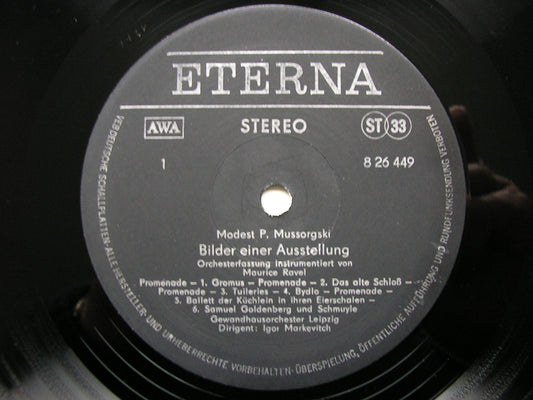 ETERNA
AWA
STEREO
ST 33
1
8 26 449
Modest P. Mussorgski
Bilder einer Ausstellung
Orchesterfassung instrumentiert von
Maurice Ravel
Promenade – 1. Gromus – Promenade – 2. Das alte Schloß –
Promenade – 3. Tuileries – 4. Bydlo – Promenade –
5. Ballett der Küchlein in ihren Eierschalen –
6. Samuel Goldenberg und Schmuyle
Gewandhausorchester Leipzig
Dirigent: Igor Markevitch
VEB DEUTSCHE SCHALLPLATTEN · ALLE HERSTELLER- UND URHEBERRECHTE VORBEHALTEN · ÜBERSPIELUNG, ÖFFENTLICHE AUFFÜHRUNG UND RUNDFUNKSENDUNG VERBOTEN